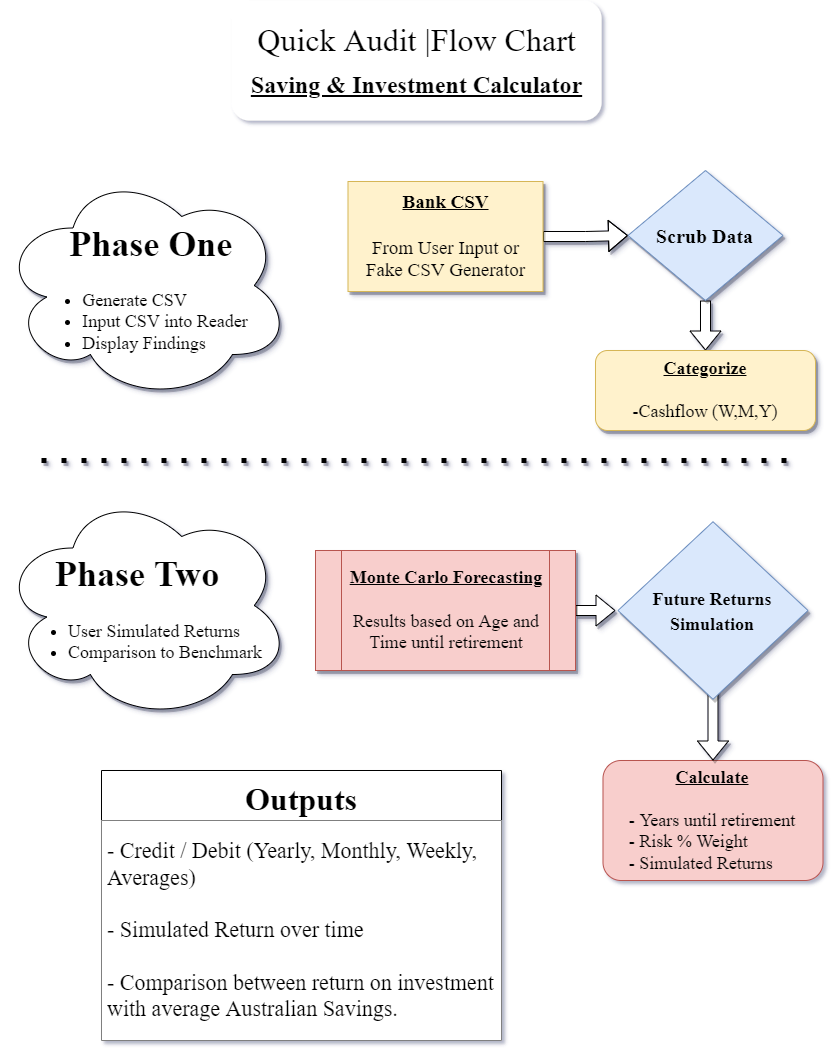 Quick Audit |Flow Chart
Saving & Investment Calculator
Phase One
• Generate CSV
• Input CSV into Reader
• Display Findings
Bank CSV
From User Input or
Fake CSV Generator
Scrub Data
Categorize
-Cashflow (W,M,Y)
Phase Two
• User Simulated Returns
• Comparison to Benchmark
Monte Carlo Forecasting
Results based on Age and
Time until retirement
Future Returns
Simulation
Calculate
- Years until retirement
- Risk % Weight
- Simulated Returns
Outputs
- Credit / Debit (Yearly, Monthly, Weekly,
Averages)
- Simulated Return over time
- Comparison between return on investment
with average Australian Savings.